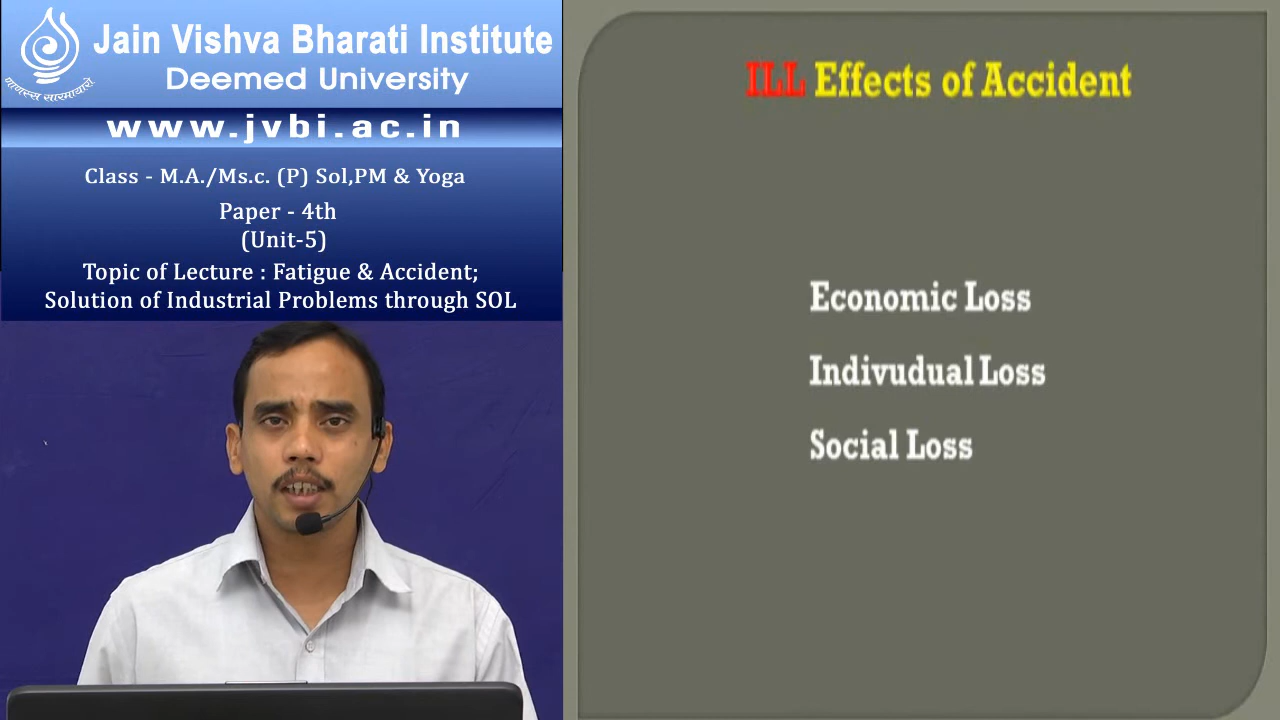 Jain Vishva Bharati Institute
Deemed University
णाणस्स सारमायारो
www.jvbi.ac.in
Class - M.A./Ms.c. (P) Sol,PM & Yoga
Paper - 4th
(Unit-5)
Topic of Lecture : Fatigue & Accident;
Solution of Industrial Problems through SOL
ILL Effects of Accident
Economic Loss
Indivudual Loss
Social Loss